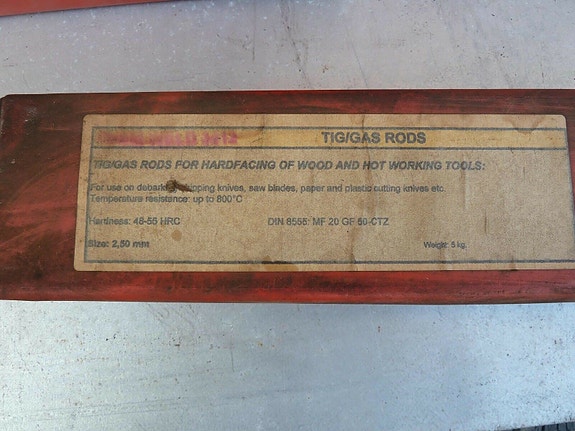 TIG/GAS RODS
TIG/GAS RODS FOR HARDFACING OF WOOD AND HOT WORKING TOOLS:
For use on debarking, chipping knives, saw blades, paper and plastic cutting knives etc.
Temperature resistance: up to 800°C
Hardness: 48-55 HRC DIN 8555: MF 20 GF 50-CTZ
Size: 2,50 mm Weight: 5 kg.